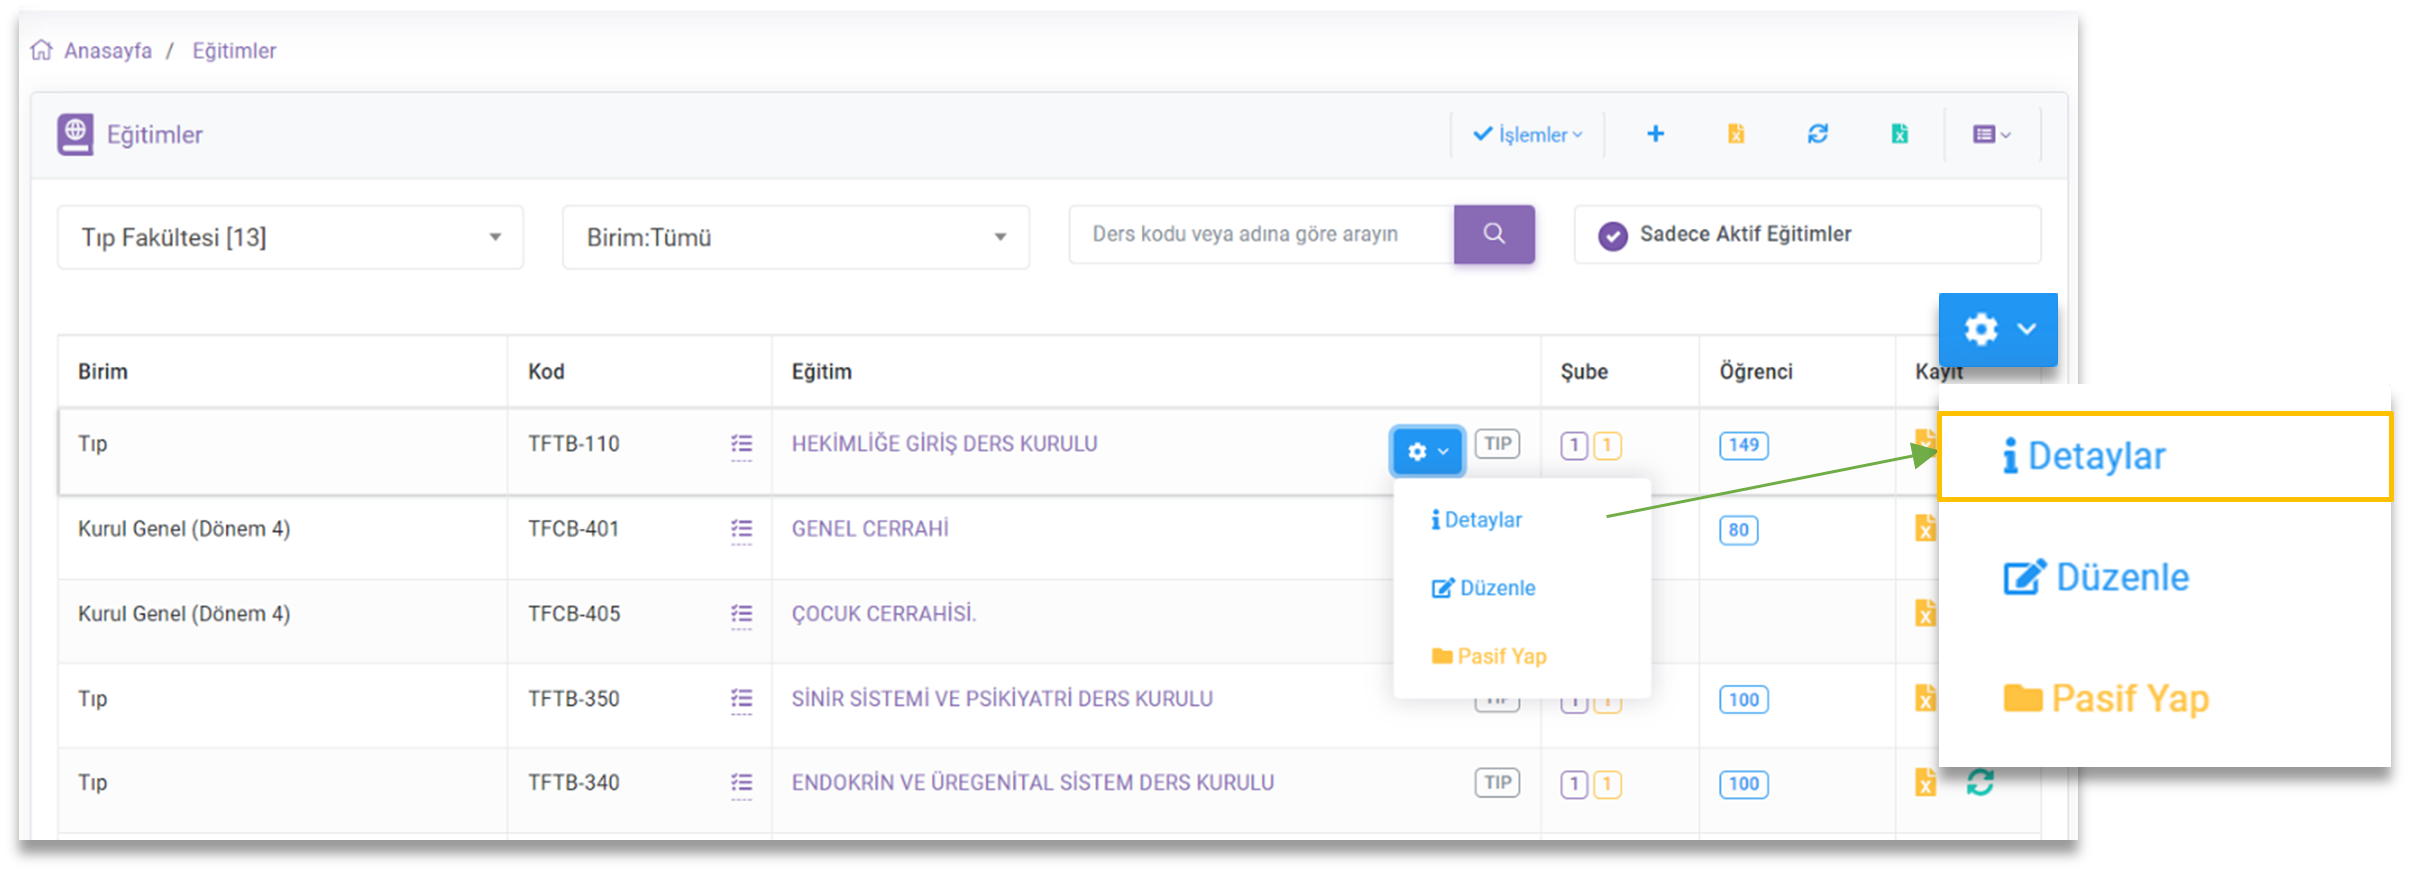 Anasayfa / Eğitimler
Eğitimler
İşlemler
Tıp Fakültesi [13]
Birim:Tümü
Ders kodu veya adına göre arayın
Sadece Aktif Eğitimler
Birim Kod Eğitim Şube Öğrenci Kayıt
Tıp TFTB-110 HEKİMLİĞE GİRİŞ DERS KURULU TIP 1 1 149
Kurul Genel (Dönem 4) TFCB-401 GENEL CERRAHİ 80
Kurul Genel (Dönem 4) TFCB-405 ÇOCUK CERRAHİSİ.
Tıp TFTB-350 SİNİR SİSTEMİ VE PSİKİYATRİ DERS KURULU TIP 1 1 100
Tıp TFTB-340 ENDOKRİN VE ÜREGENİTAL SİSTEM DERS KURULU TIP 1 1 100
Detaylar
Düzenle
Pasif Yap
Detaylar
Düzenle
Pasif Yap